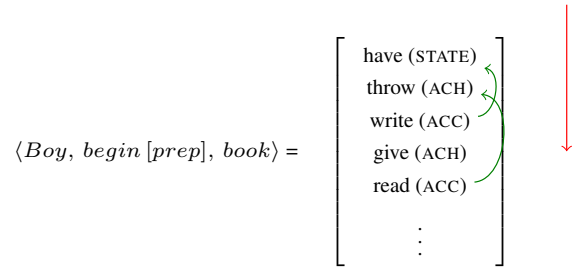 have (STATE)
throw (ACH)
write (ACC)
⟨Boy, begin [prep], book⟩ = give (ACH)
read (ACC)
⋮